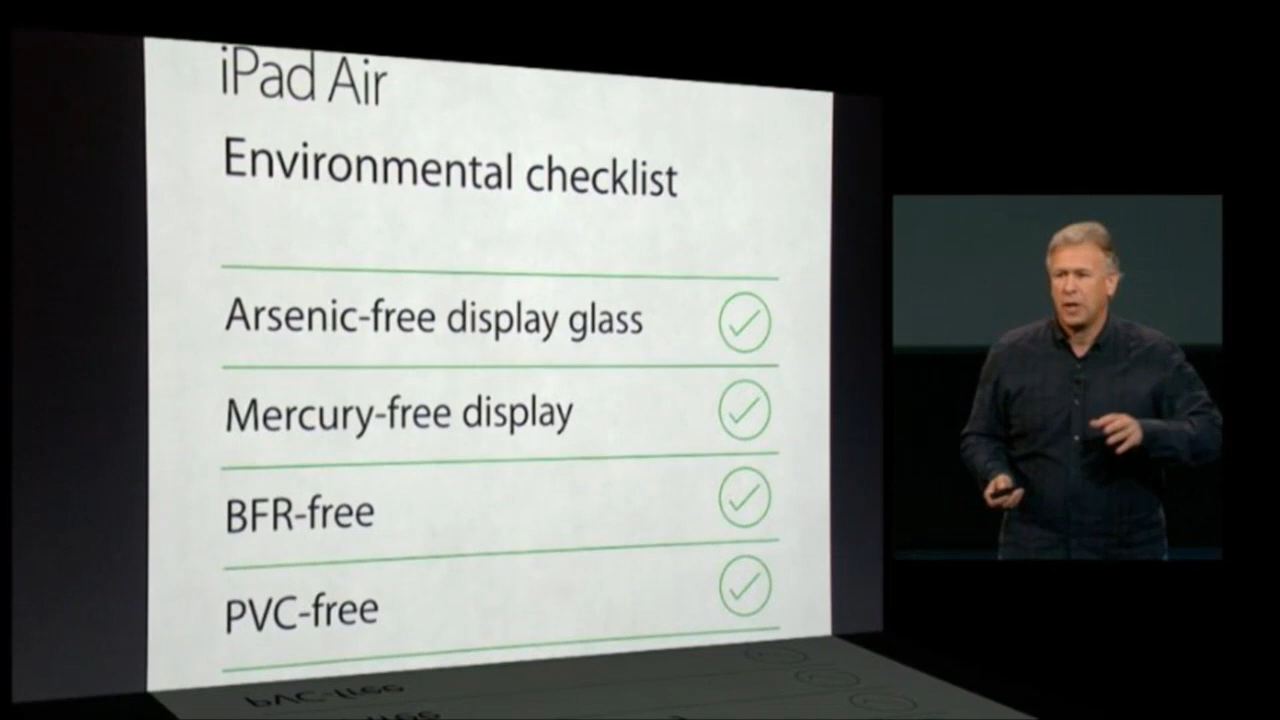 iPad Air
Environmental checklist
Arsenic-free display glass
Mercury-free display
BFR-free
PVC-free